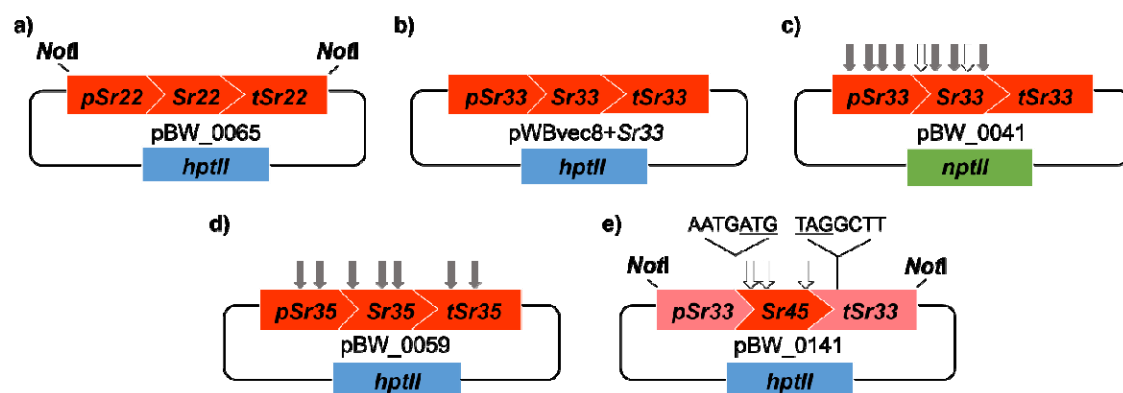 a)
NotI
NotI
pSr22 Sr22 tSr22
pBW_0065
hptII
b)
pSr33 Sr33 tSr33
pWBvec8+Sr33
hptII
c)
pSr33 Sr33 tSr33
pBW_0041
nptII
d)
pSr35 Sr35 tSr35
pBW_0059
hptII
e)
AATGATG TAGGCTT
NotI
NotI
pSr33 Sr45 tSr33
pBW_0141
hptII